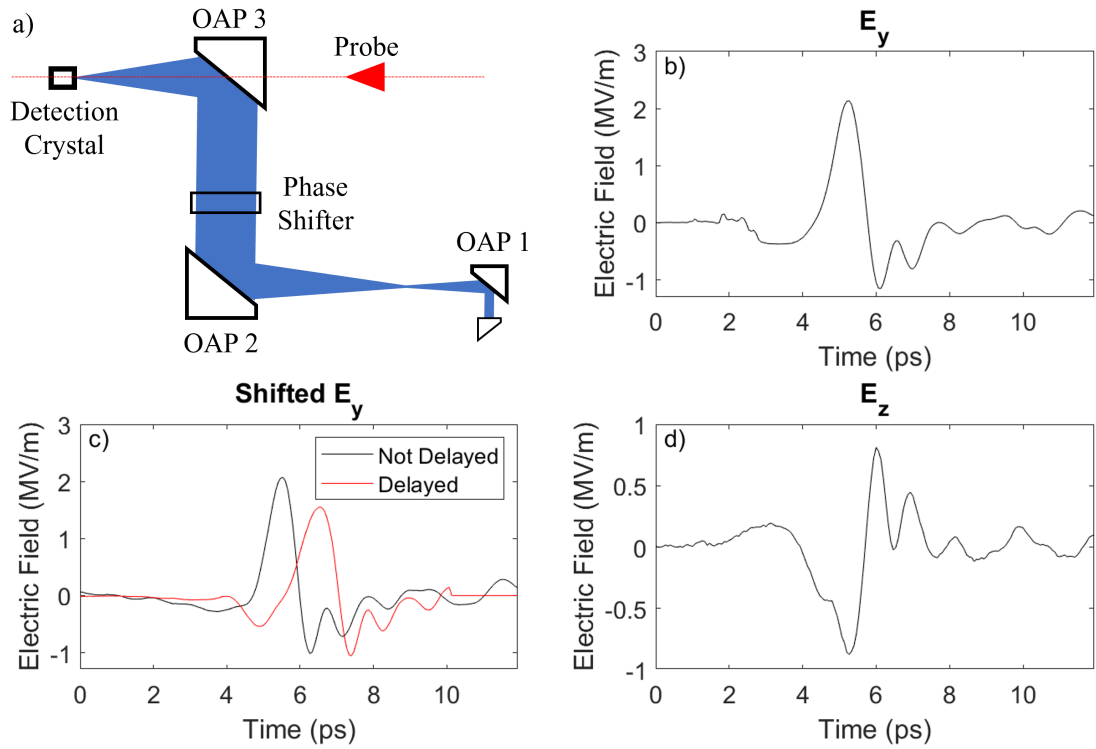 a)
OAP 3
Probe
Detection
Crystal
Phase
Shifter
OAP 1
OAP 2
E_y
b)
Electric Field (MV/m)
3
2
1
0
-1
0 2 4 6 8 10
Time (ps)
Shifted E_y
c)
Not Delayed
Delayed
Electric Field (MV/m)
3
2
1
0
-1
0 2 4 6 8 10
Time (ps)
E_z
d)
Electric Field (MV/m)
1
0.5
0
-0.5
-1
0 2 4 6 8 10
Time (ps)